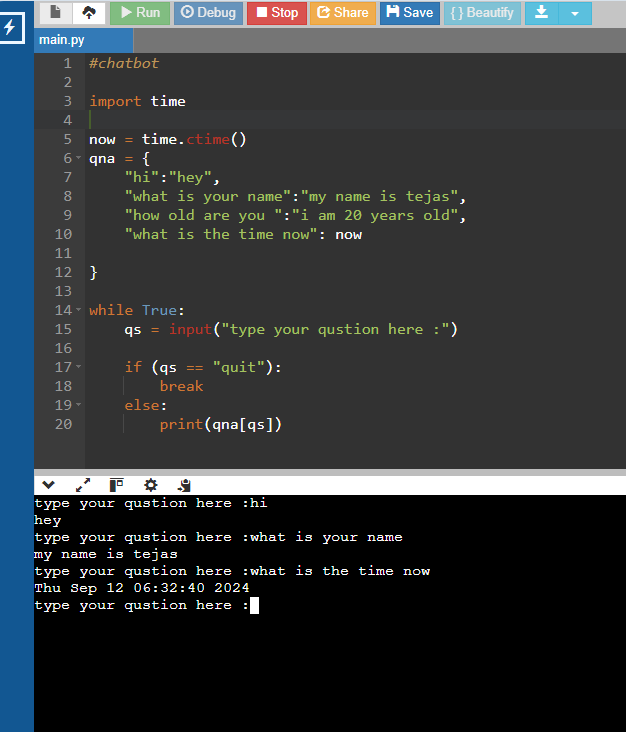 Run Debug Stop Share Save { } Beautify
main.py
1 #chatbot
2
3 import time
4
5 now = time.ctime()
6 qna = {
7 "hi":"hey",
8 "what is your name":"my name is tejas",
9 "how old are you ":"i am 20 years old",
10 "what is the time now": now
11
12 }
13
14 while True:
15 qs = input("type your qustion here :")
16
17 if (qs == "quit"):
18 break
19 else:
20 print(qna[qs])
type your qustion here :hi
hey
type your qustion here :what is your name
my name is tejas
type your qustion here :what is the time now
Thu Sep 12 06:32:40 2024
type your qustion here :